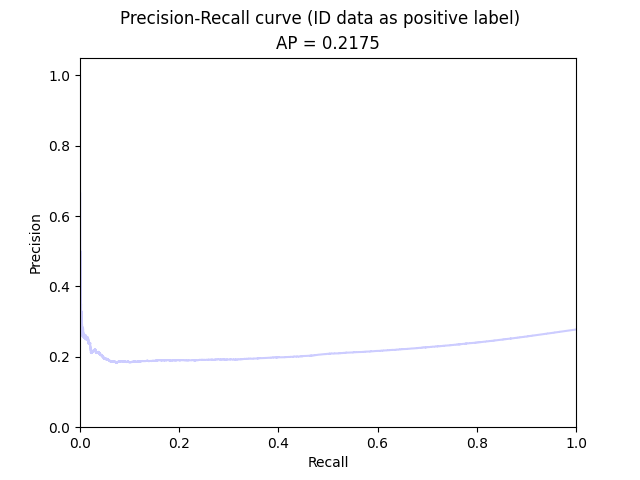 Precision-Recall curve (ID data as positive label)
AP = 0.2175
1.0
0.8
0.6
0.4
0.2
0.0
Precision
0.0 0.2 0.4 0.6 0.8 1.0
Recall